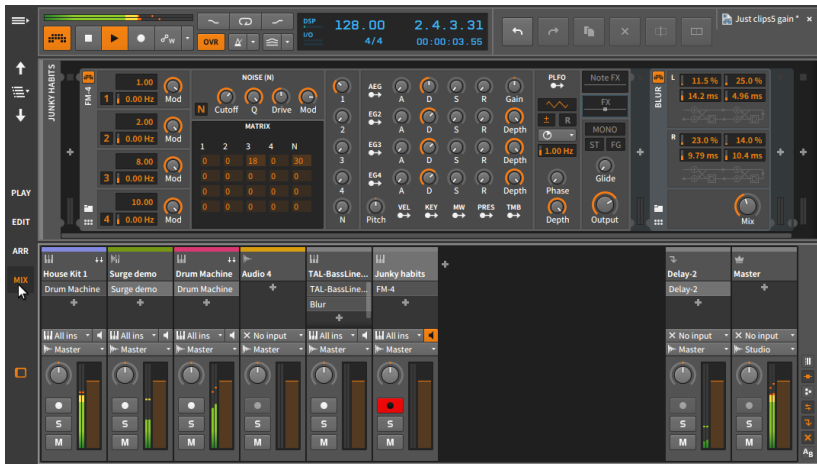 DSP 128.00 2.4.3.31
I/O 4/4 00:00:03.55
OVR
Just clips5 gain *
PLAY
EDIT
ARR
MIX
JUNKY HABITS
FM-4
1.00
1 0.00 Hz Mod
2.00
2 0.00 Hz Mod
8.00
3 0.00 Hz Mod
10.00
4 0.00 Hz Mod
NOISE (N)
N Cutoff Q Drive Mod
MATRIX
1 2 3 4 N
0 0 18 0 30
0 0 0 0 0
0 0 0 0 0
0 0 0 0 0
1
2
3
4
N
AEG A D S R Gain
EG2 A D S R Depth
EG3 A D S R Depth
EG4 A D S R Depth
Pitch VEL KEY MW PRES TMB
PLFO
± R
1.00 Hz
Phase
Depth
Note FX
FX
MONO
ST FG
Glide
Output
BLUR
L 11.5 % 25.0 %
14.2 ms 4.96 ms
R 23.0 % 14.0 %
9.79 ms 10.4 ms
Mix
House Kit 1 Surge demo Drum Machine Audio 4 TAL-BassLine... Junky habits Delay-2 Master
Drum Machine Surge demo Drum Machine TAL-BassLine... FM-4 Delay-2
Blur
All ins All ins All ins No input All ins All ins No input No input
Master Master Master Master Master Master Master Studio
S S S S S S S S
M M M M M M M M
AB